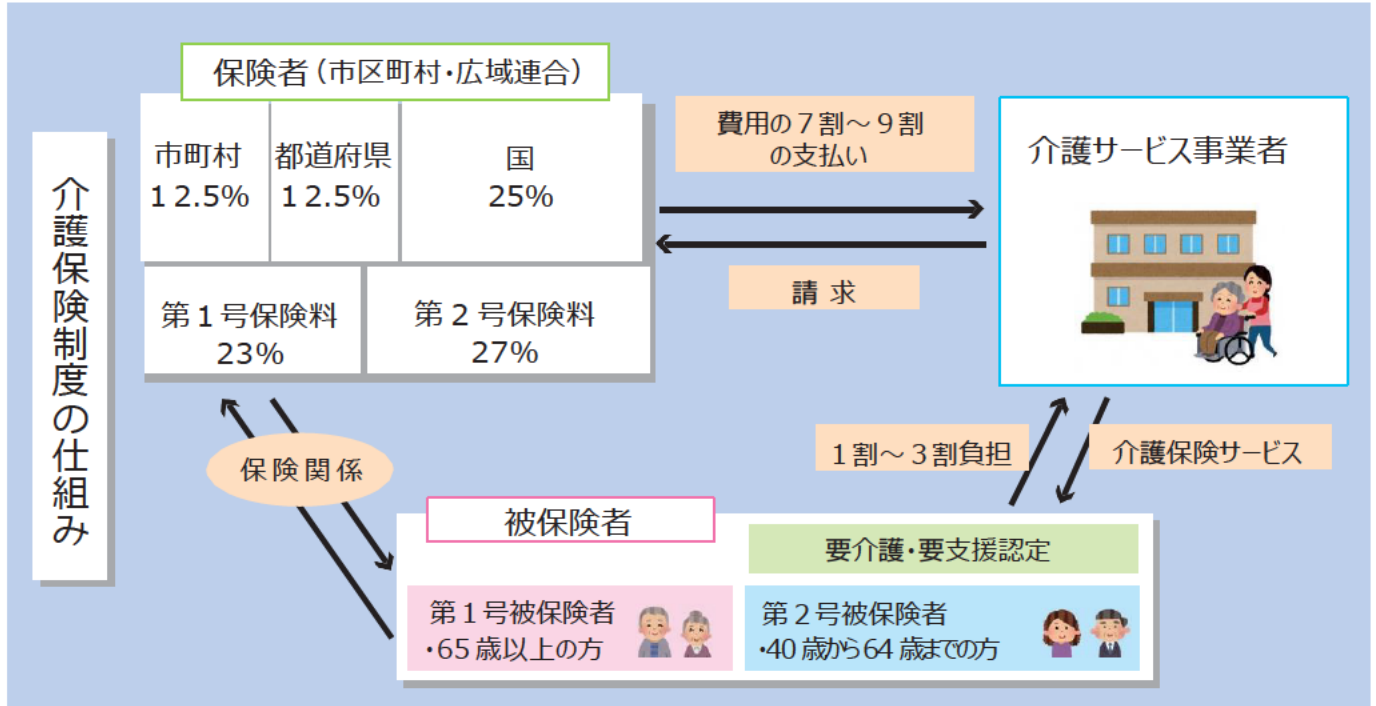 介護保険制度の仕組み
保険者（市区町村・広域連合）
市町村
12.5%
都道府県
12.5%
国
25%
第１号保険料
23%
第２号保険料
27%
費用の７割～９割
の支払い
請 求
介護サービス事業者
保険関係
１割～３割負担
介護保険サービス
被保険者
要介護・要支援認定
第１号被保険者
・65歳以上の方
第２号被保険者
・40歳から64歳までの方